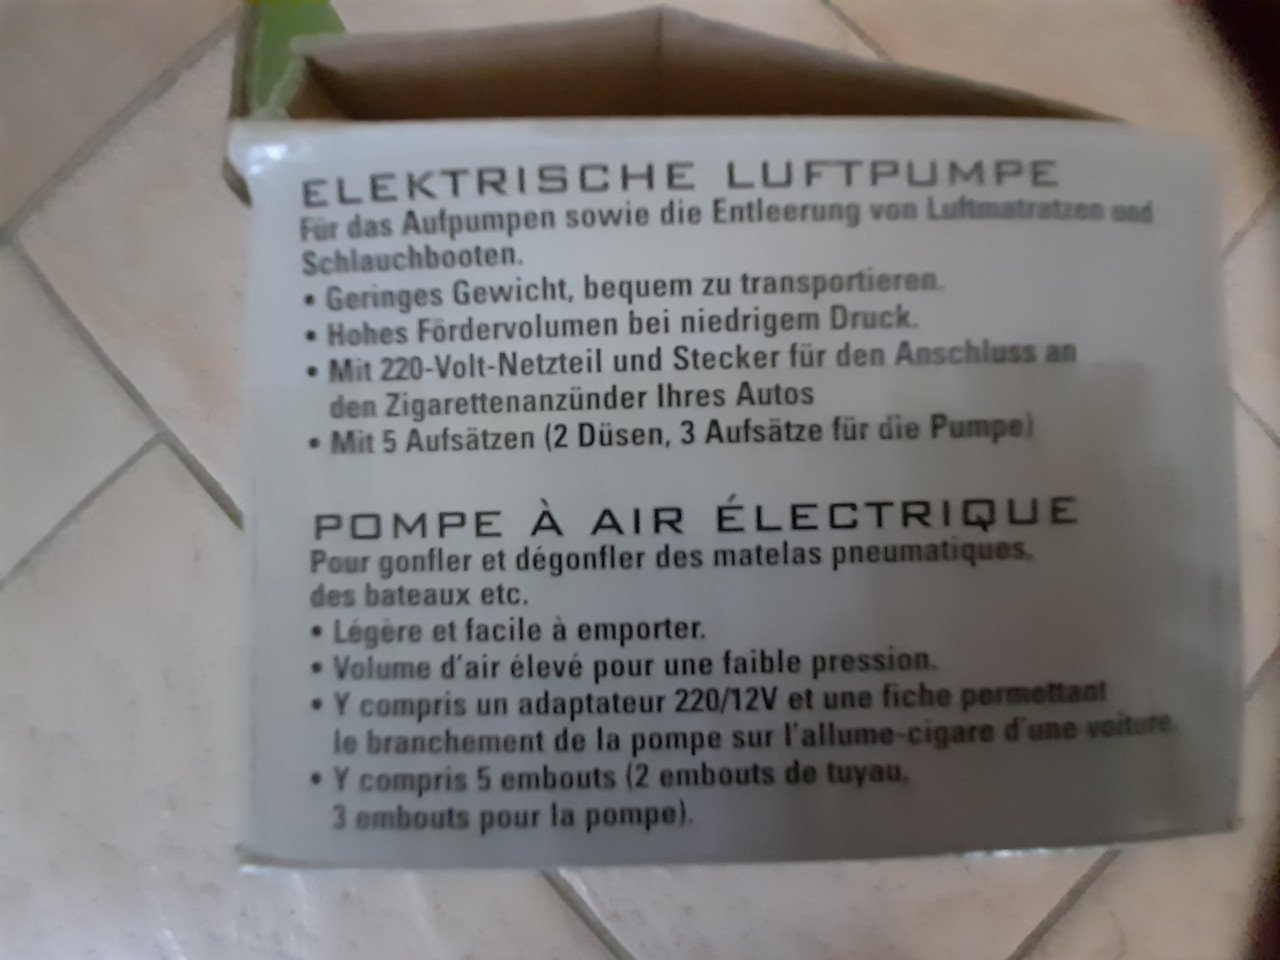 ELEKTRISCHE LUFTPUMPE
Für das Aufpumpen sowie die Entleerung von Luftmatratzen und
Schlauchbooten.
• Geringes Gewicht, bequem zu transportieren.
• Hohes Fördervolumen bei niedrigem Druck.
• Mit 220-Volt-Netzteil und Stecker für den Anschluss an
den Zigarettenanzünder Ihres Autos
• Mit 5 Aufsätzen (2 Düsen, 3 Aufsätze für die Pumpe)
POMPE À AIR ÉLECTRIQUE
Pour gonfler et dégonfler des matelas pneumatiques,
des bateaux etc.
• Légère et facile à emporter.
• Volume d'air élevé pour une faible pression.
• Y compris un adaptateur 220/12V et une fiche permettant
le branchement de la pompe sur l'allume-cigare d'une voiture.
• Y compris 5 embouts (2 embouts de tuyau,
3 embouts pour la pompe).